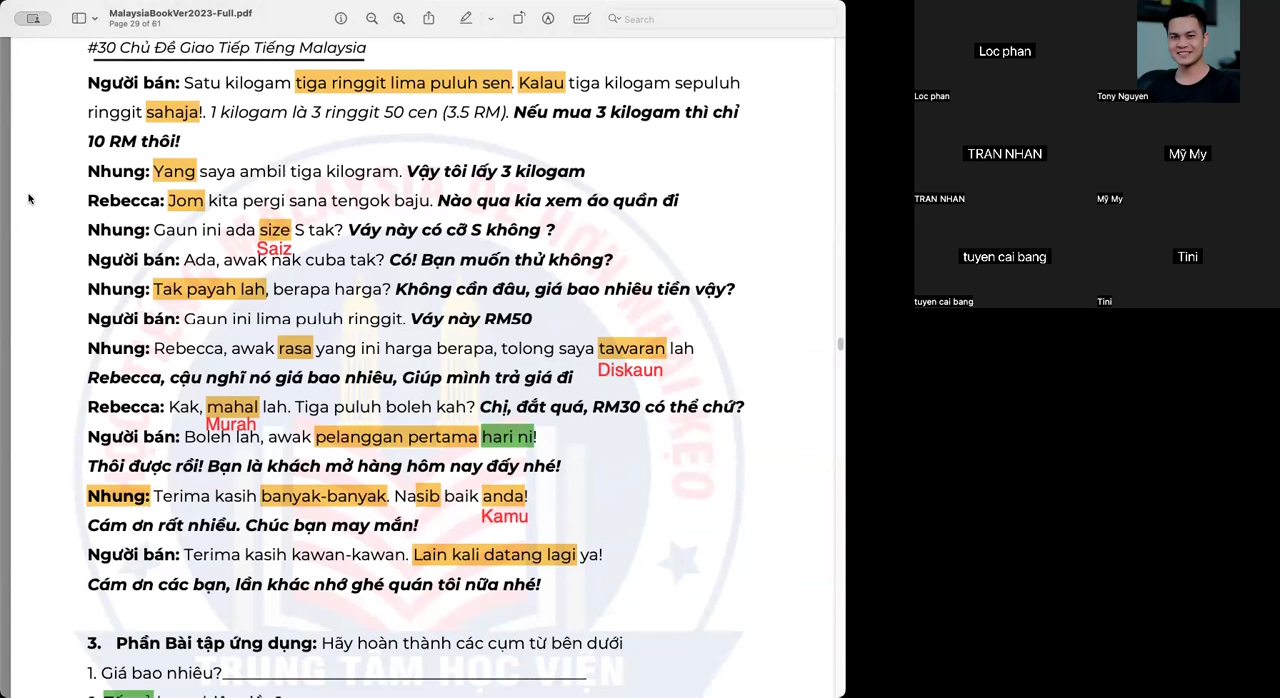 MalaysiaBookVer2023-Full.pdf
Page 29 of 61
Search
#30 Chủ Đề Giao Tiếp Tiếng Malaysia
Người bán: Satu kilogam tiga ringgit lima puluh sen. Kalau tiga kilogam sepuluh
ringgit sahaja!. 1 kilogam là 3 ringgit 50 cen (3.5 RM). Nếu mua 3 kilogam thì chỉ
10 RM thôi!
Nhung: Yang saya ambil tiga kilogram. Vậy tôi lấy 3 kilogam
Rebecca: Jom kita pergi sana tengok baju. Nào qua kia xem áo quần đi
Nhung: Gaun ini ada size S tak? Váy này có cỡ S không ?
Saiz
Người bán: Ada, awak nak cuba tak? Có! Bạn muốn thử không?
Nhung: Tak payah lah, berapa harga? Không cần đâu, giá bao nhiêu tiền vậy?
Người bán: Gaun ini lima puluh ringgit. Váy này RM50
Nhung: Rebecca, awak rasa yang ini harga berapa, tolong saya tawaran lah
Diskaun
Rebecca, cậu nghĩ nó giá bao nhiêu, Giúp mình trả giá đi
Rebecca: Kak, mahal lah. Tiga puluh boleh kah? Chị, đắt quá, RM30 có thể chứ?
Murah
Người bán: Boleh lah, awak pelanggan pertama hari ni!
Thôi được rồi! Bạn là khách mở hàng hôm nay đấy nhé!
Nhung: Terima kasih banyak-banyak. Nasib baik anda!
Kamu
Cám ơn rất nhiều. Chúc bạn may mắn!
Người bán: Terima kasih kawan-kawan. Lain kali datang lagi ya!
Cám ơn các bạn, lần khác nhớ ghé quán tôi nữa nhé!
3. Phần Bài tập ứng dụng: Hãy hoàn thành các cụm từ bên dưới
1. Giá bao nhiêu?
TRUNG TÂM HỌC VIỆN
Loc phan
Loc phan
Tony Nguyen
TRAN NHAN
TRAN NHAN
Mỹ My
Mỹ My
tuyen cai bang
tuyen cai bang
Tini
Tini